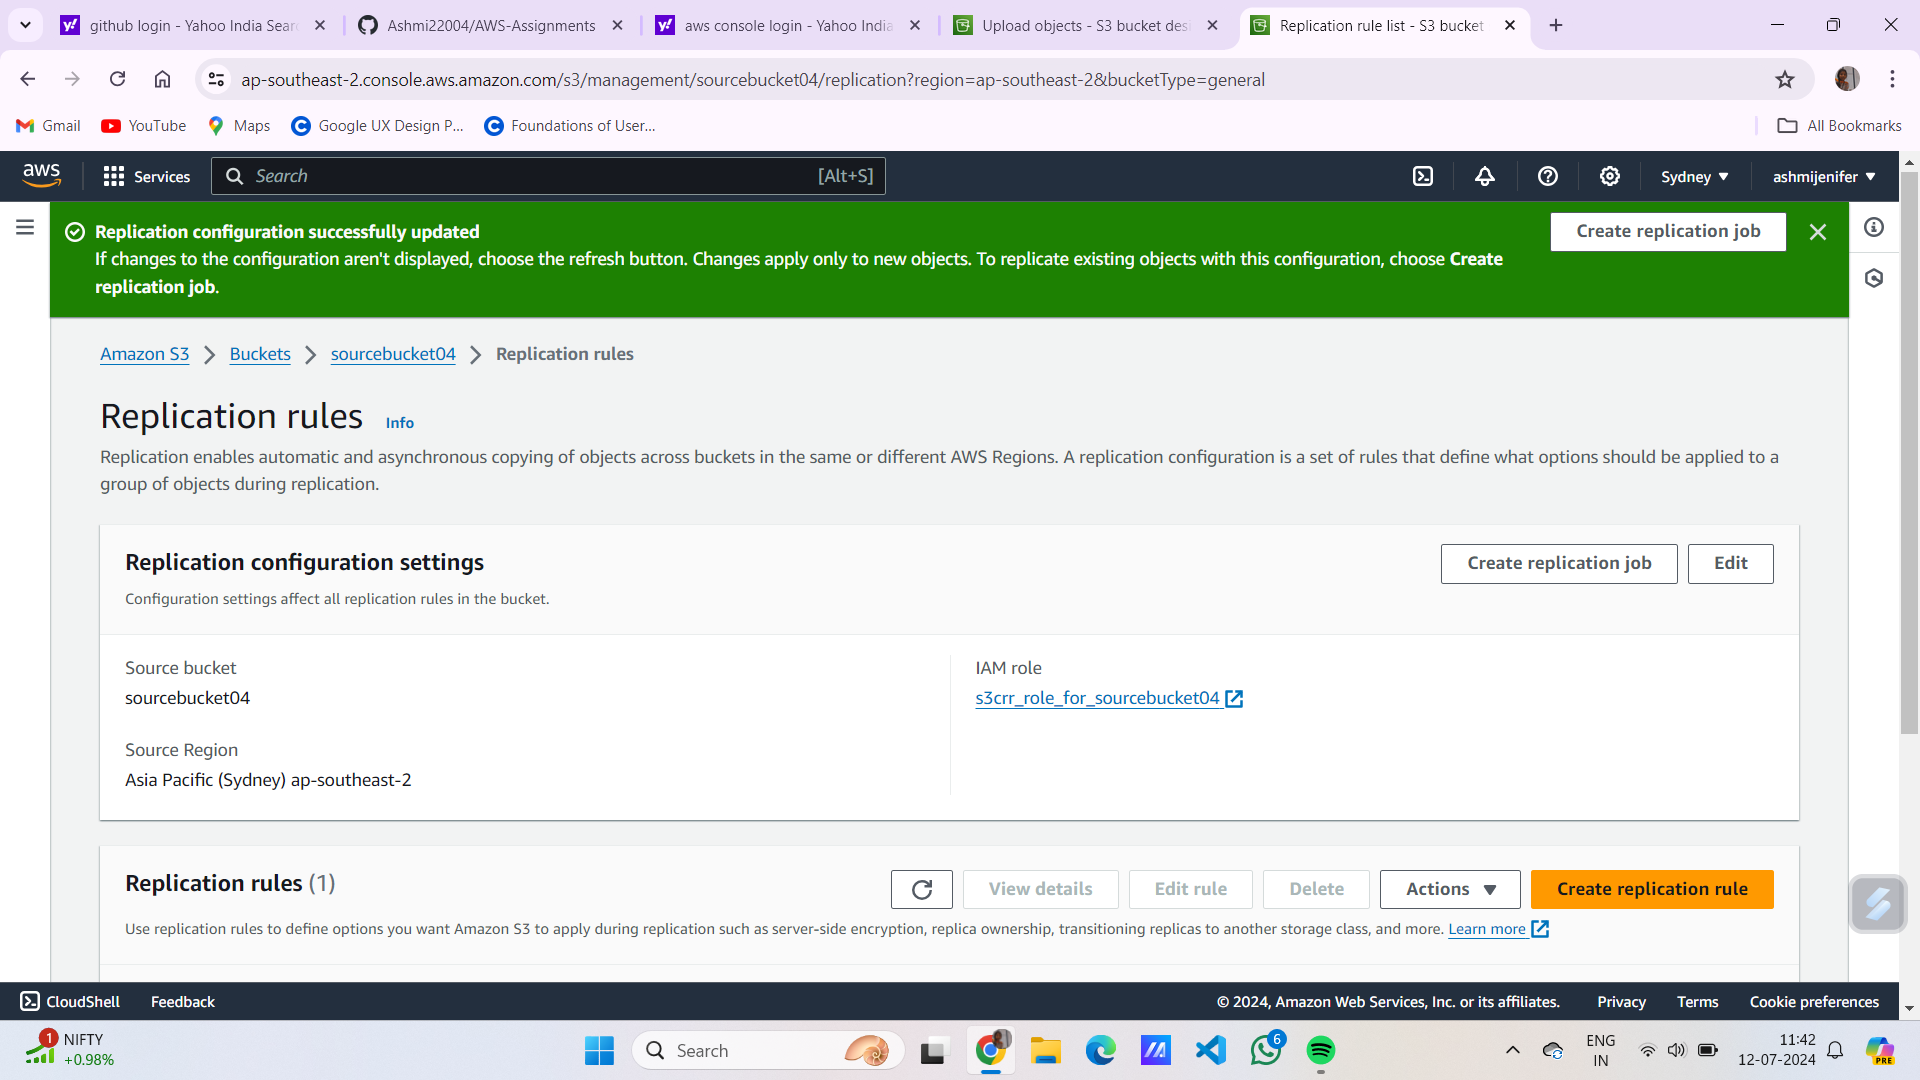 github login - Yahoo India Sear
Ashmi22004/AWS-Assignments
aws console login - Yahoo India
Upload objects - S3 bucket des
Replication rule list - S3 bucket
ap-southeast-2.console.aws.amazon.com/s3/management/sourcebucket04/replication?region=ap-southeast-2&bucketType=general
Gmail
YouTube
Maps
Google UX Design P...
Foundations of User...
All Bookmarks
aws
Services
Search
[Alt+S]
Sydney
ashmijenifer
Replication configuration successfully updated
Create replication job
If changes to the configuration aren't displayed, choose the refresh button. Changes apply only to new objects. To replicate existing objects with this configuration, choose Create
replication job.
Amazon S3
Buckets
sourcebucket04
Replication rules
Replication rules
Info
Replication enables automatic and asynchronous copying of objects across buckets in the same or different AWS Regions. A replication configuration is a set of rules that define what options should be applied to a
group of objects during replication.
Replication configuration settings
Create replication job
Edit
Configuration settings affect all replication rules in the bucket.
Source bucket
sourcebucket04
IAM role
s3crr_role_for_sourcebucket04
Source Region
Asia Pacific (Sydney) ap-southeast-2
Replication rules (1)
View details
Edit rule
Delete
Actions
Create replication rule
Use replication rules to define options you want Amazon S3 to apply during replication such as server-side encryption, replica ownership, transitioning replicas to another storage class, and more. Learn more
CloudShell
Feedback
© 2024, Amazon Web Services, Inc. or its affiliates.
Privacy
Terms
Cookie preferences
1
NIFTY
+0.98%
Search
6
ENG
IN
11:42
12-07-2024
PRE